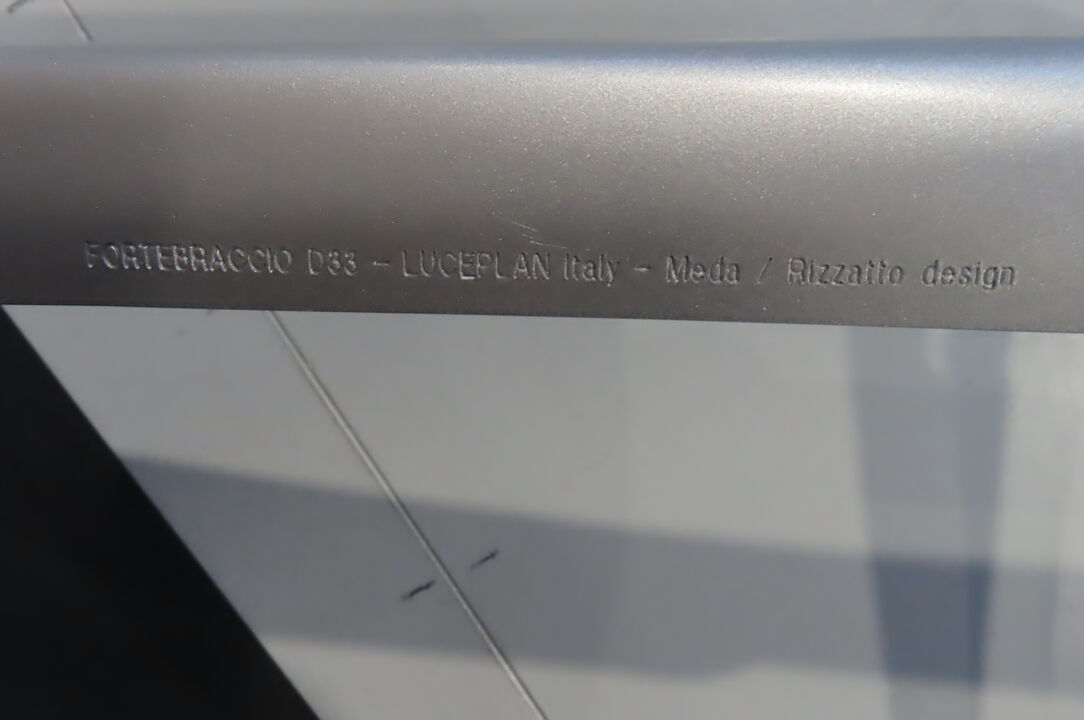 FORTEBRACCIO D33 - LUCEPLAN Italy - Meda / Rizzatto design